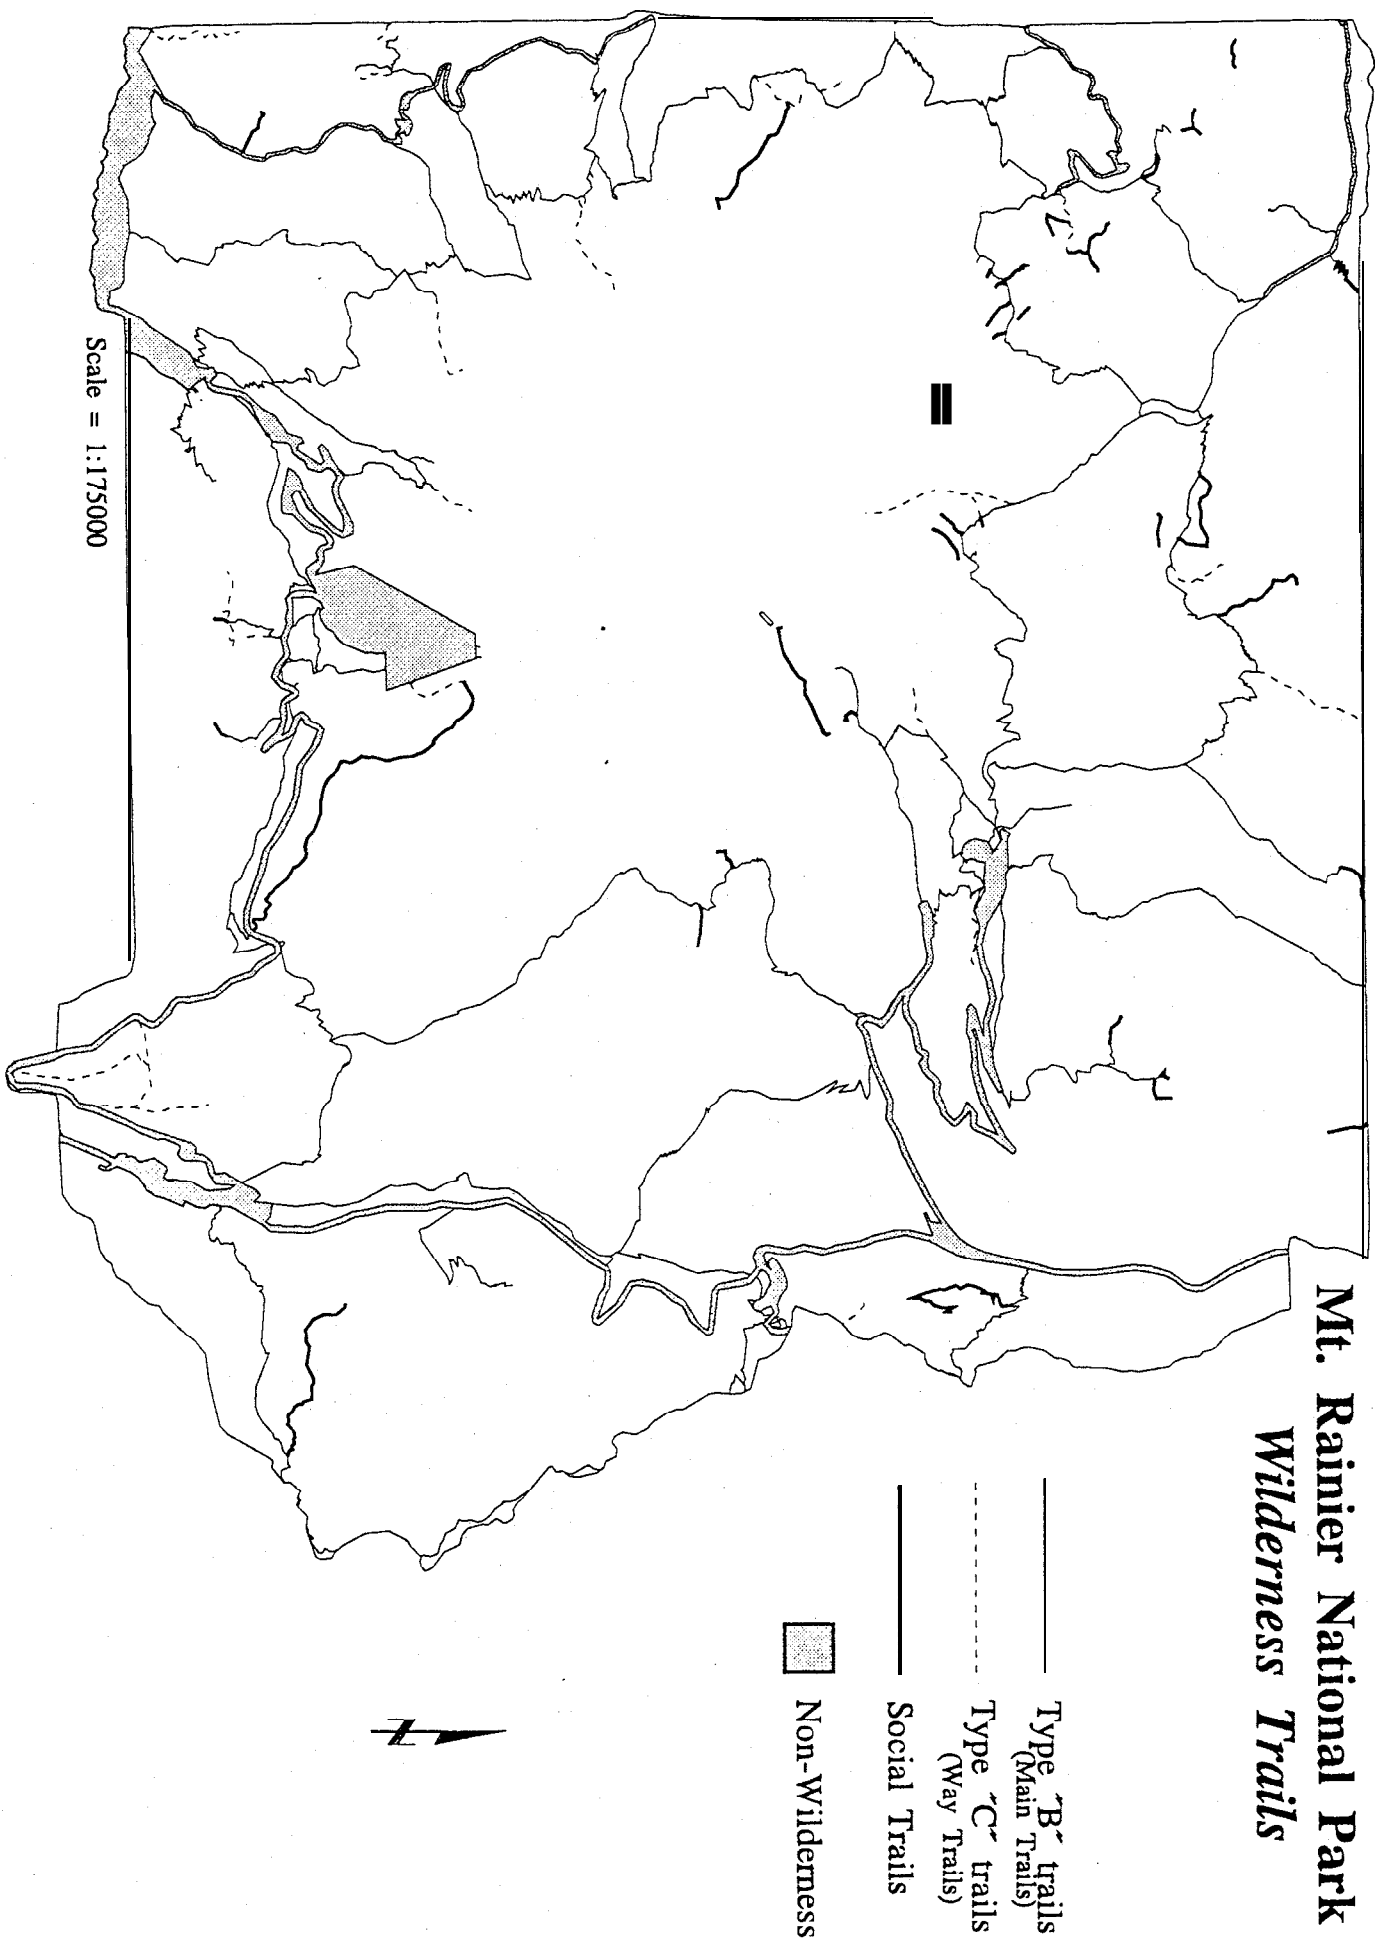 Mt. Rainier National Park
Wilderness Trails
Type "B" trails
(Main Trails)
Type "C" trails
(Way Trails)
Social Trails
Non-Wilderness
N
Scale = 1:175000